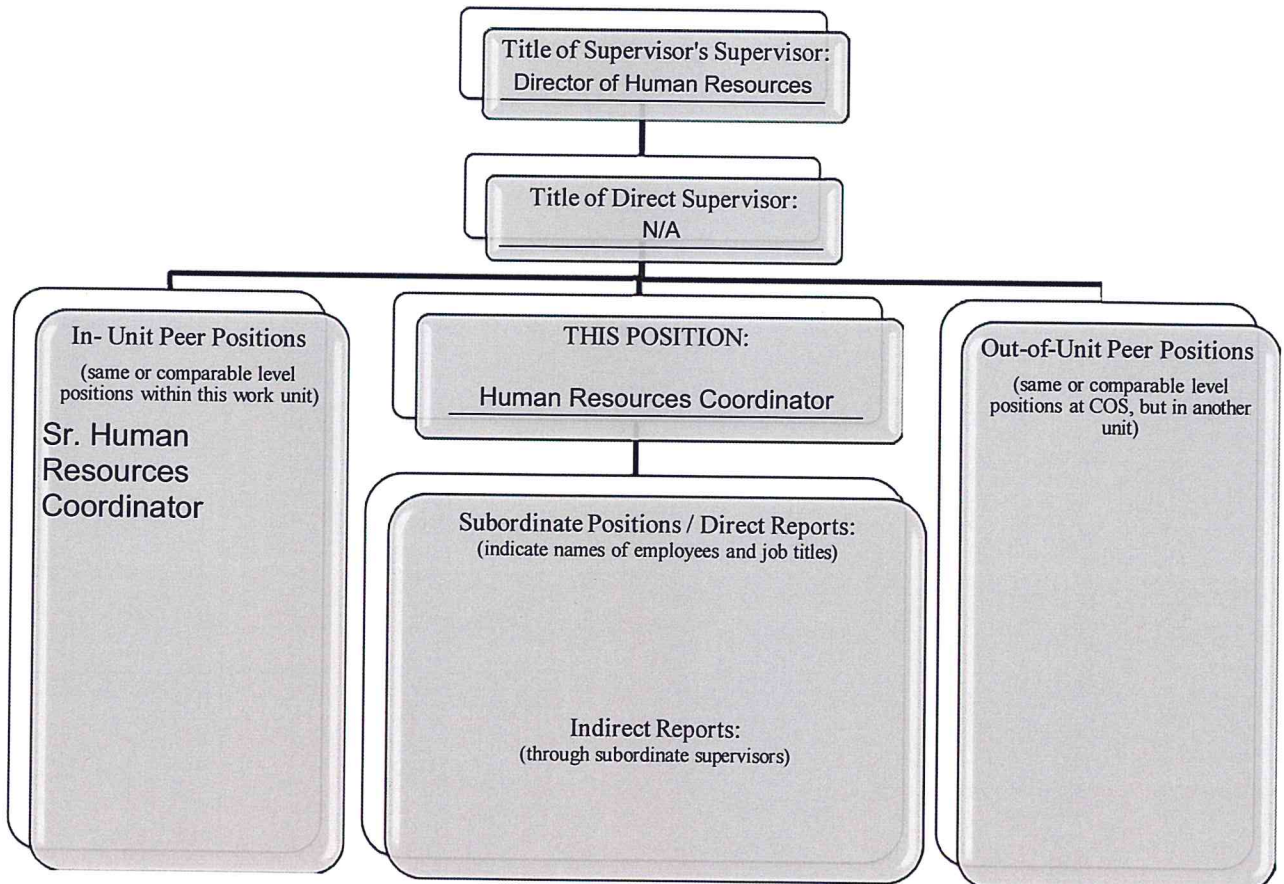 Title of Supervisor's Supervisor:
Director of Human Resources
Title of Direct Supervisor:
N/A
In- Unit Peer Positions
(same or comparable level
positions within this work unit)
Sr. Human
Resources
Coordinator
THIS POSITION:
Human Resources Coordinator
Out-of-Unit Peer Positions
(same or comparable level
positions at COS, but in another
unit)
Subordinate Positions / Direct Reports:
(indicate names of employees and job titles)
Indirect Reports:
(through subordinate supervisors)